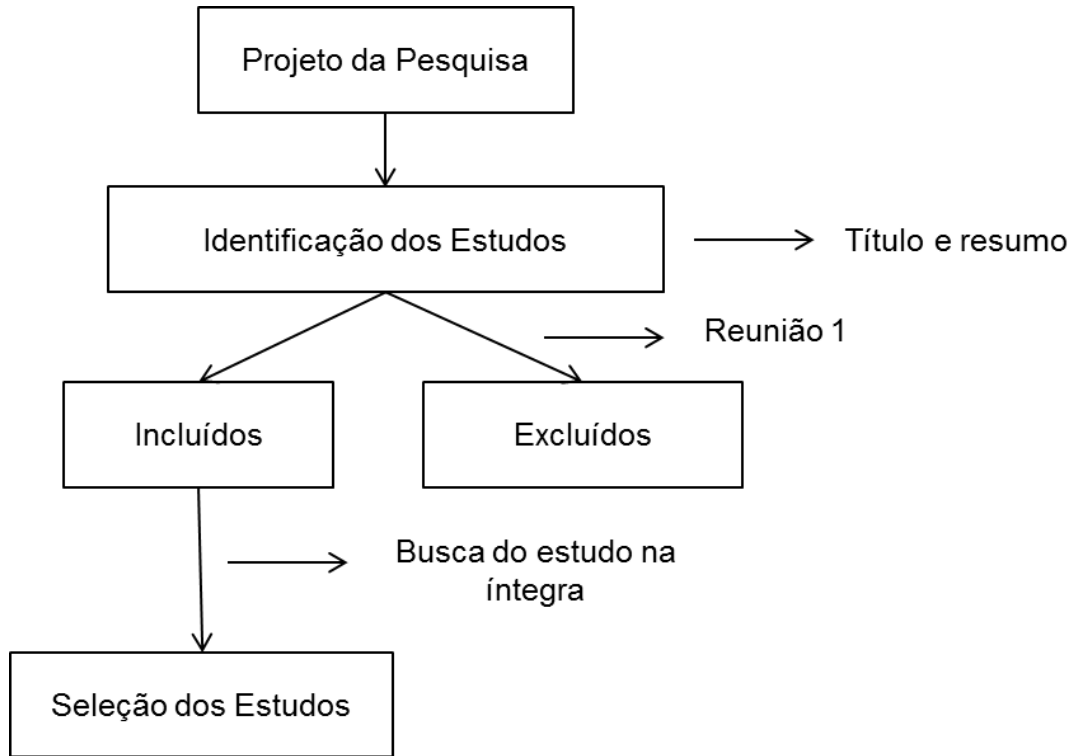 Projeto da Pesquisa
Identificação dos Estudos
Título e resumo
Reunião 1
Incluídos
Excluídos
Busca do estudo na
íntegra
Seleção dos Estudos